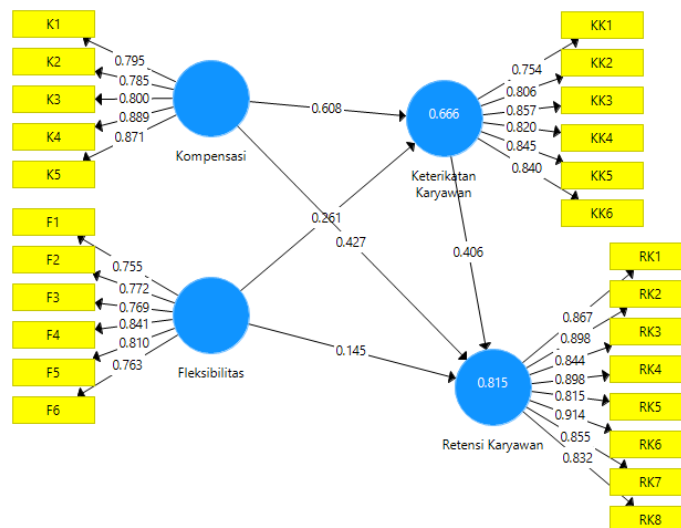 K1
K2
K3
K4
K5
0.795
0.785
0.800
0.889
0.871
Kompensasi
F1
F2
F3
F4
F5
F6
0.755
0.772
0.769
0.841
0.810
0.763
Fleksibilitas
0.608
0.261
0.427
0.145
0.406
0.666
Keterikatan
Karyawan
0.754
0.806
0.857
0.820
0.845
0.840
KK1
KK2
KK3
KK4
KK5
KK6
0.815
Retensi Karyawan
0.867
0.898
0.844
0.898
0.815
0.914
0.855
0.832
RK1
RK2
RK3
RK4
RK5
RK6
RK7
RK8